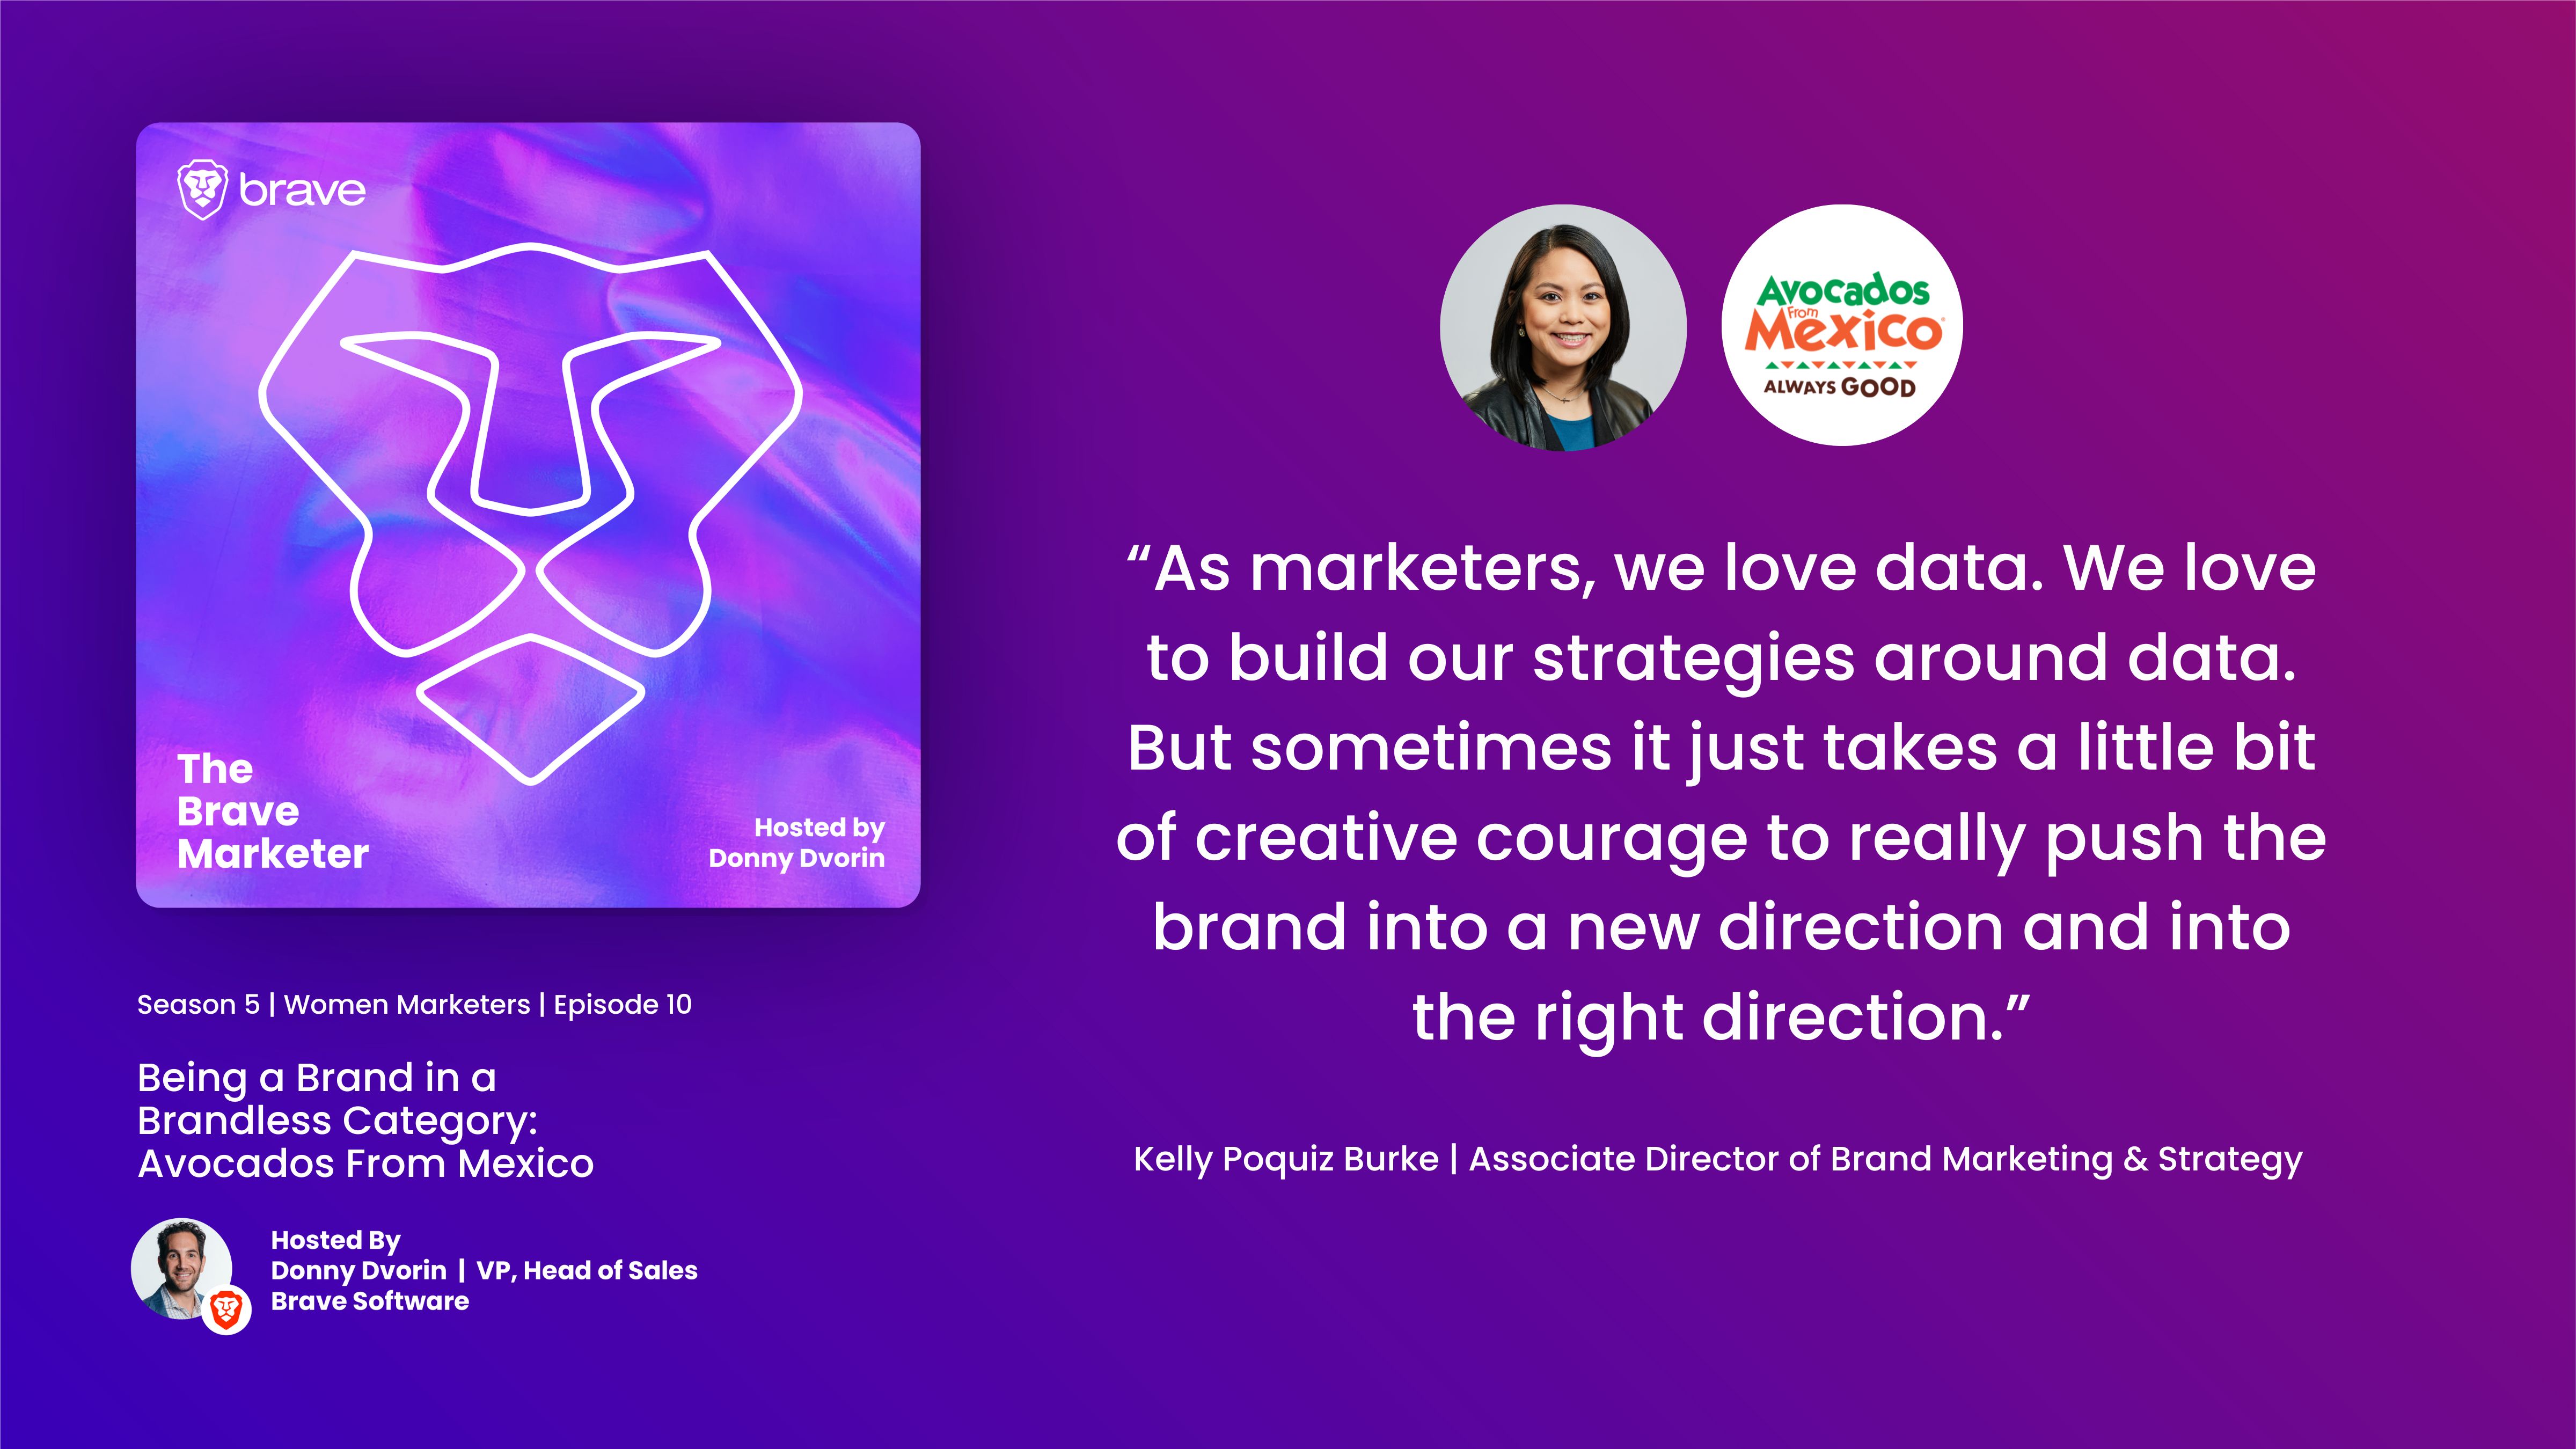 brave
The
Brave
Marketer
Hosted by
Donny Dvorin
Season 5 | Women Marketers | Episode 10
Being a Brand in a
Brandless Category:
Avocados From Mexico
Hosted By
Donny Dvorin | VP, Head of Sales
Brave Software
Avocados
From
Mexico®
ALWAYS GOOD
“As marketers, we love data. We love
to build our strategies around data.
But sometimes it just takes a little bit
of creative courage to really push the
brand into a new direction and into
the right direction.”
Kelly Poquiz Burke | Associate Director of Brand Marketing & Strategy